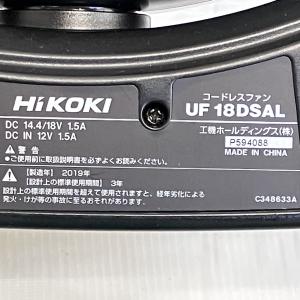 HiKOKI
コードレスファン
UF 18DSAL
DC 14.4/18V 1.5A
DC IN 12V 1.5A
工機ホールディングス(株)
P594088
MADE IN CHINA
⚠警告
●ご使用前に取扱説明書を必ずよくお読みください。
【製造年】2019年
【設計上の標準使用期間】3年
設計上の標準使用期間を超えて使用されますと、経年劣化による
発火・けが等の事故に至るおそれがあります。
C348633A